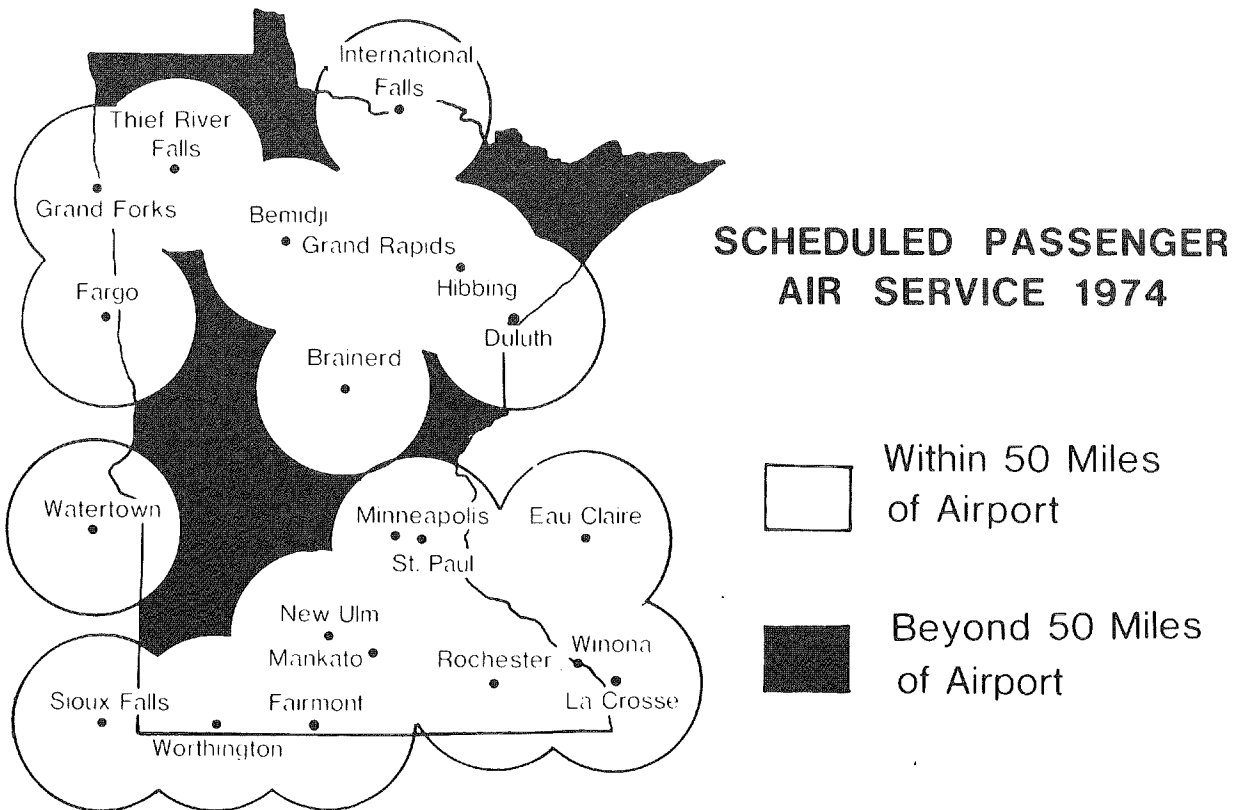 International
Falls
Thief River
Falls
Grand Forks
Bemidji
Grand Rapids
Hibbing
Fargo
Duluth
Brainerd
Watertown
Minneapolis
St. Paul
Eau Claire
New Ulm
Mankato
Rochester
Winona
La Crosse
Sioux Falls
Fairmont
Worthington
SCHEDULED PASSENGER
AIR SERVICE 1974
Within 50 Miles
of Airport
Beyond 50 Miles
of Airport